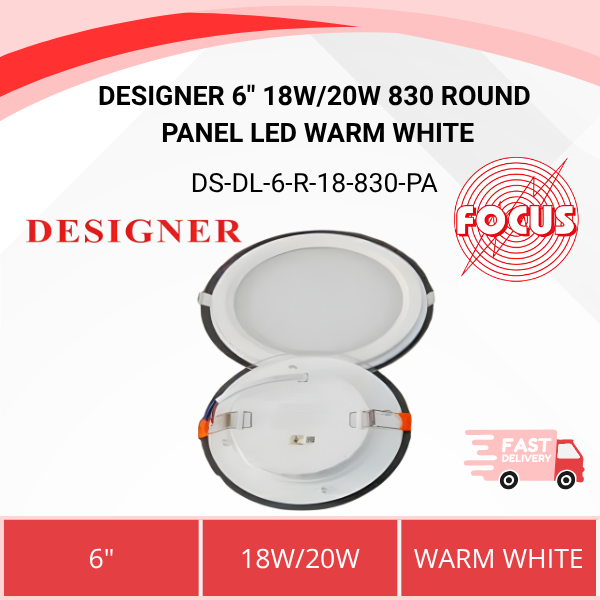 DESIGNER 6" 18W/20W 830 ROUND
PANEL LED WARM WHITE
DS-DL-6-R-18-830-PA
DESIGNER
FOCUS
FAST
DELIVERY
6"
18W/20W
WARM WHITE